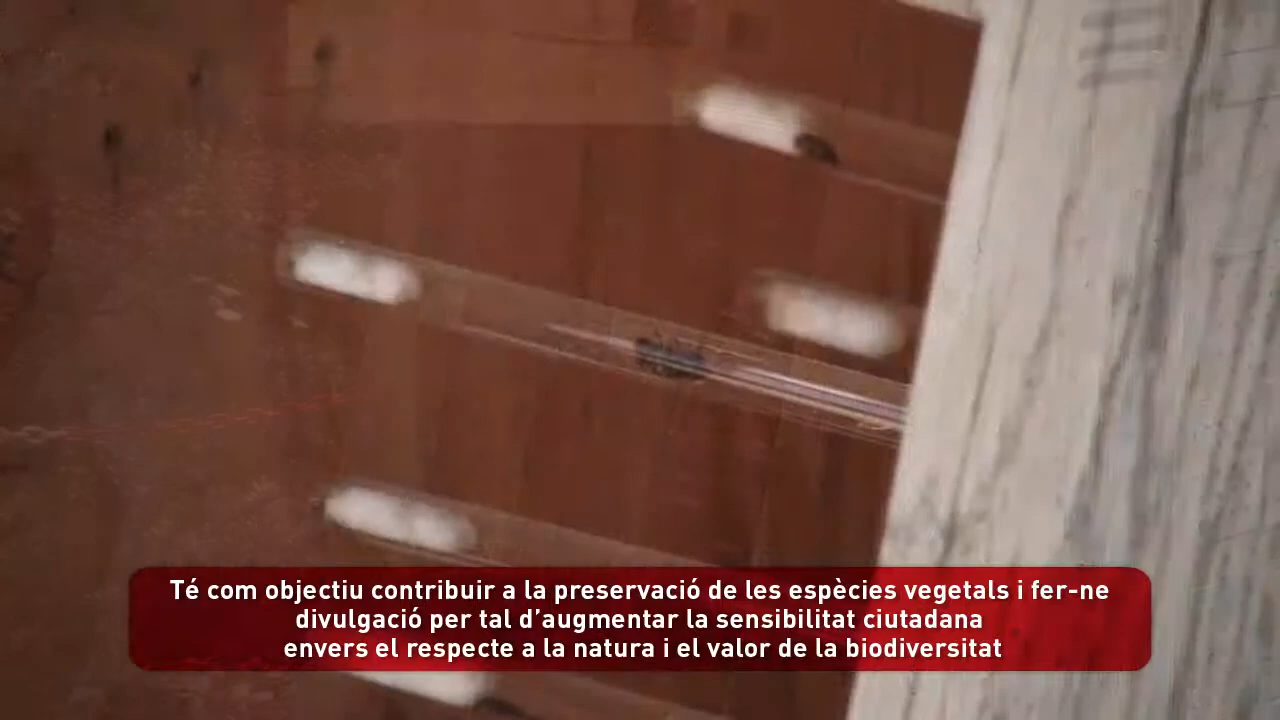 Té com objectiu contribuir a la preservació de les espècies vegetals i fer-ne
divulgació per tal d’augmentar la sensibilitat ciutadana
envers el respecte a la natura i el valor de la biodiversitat